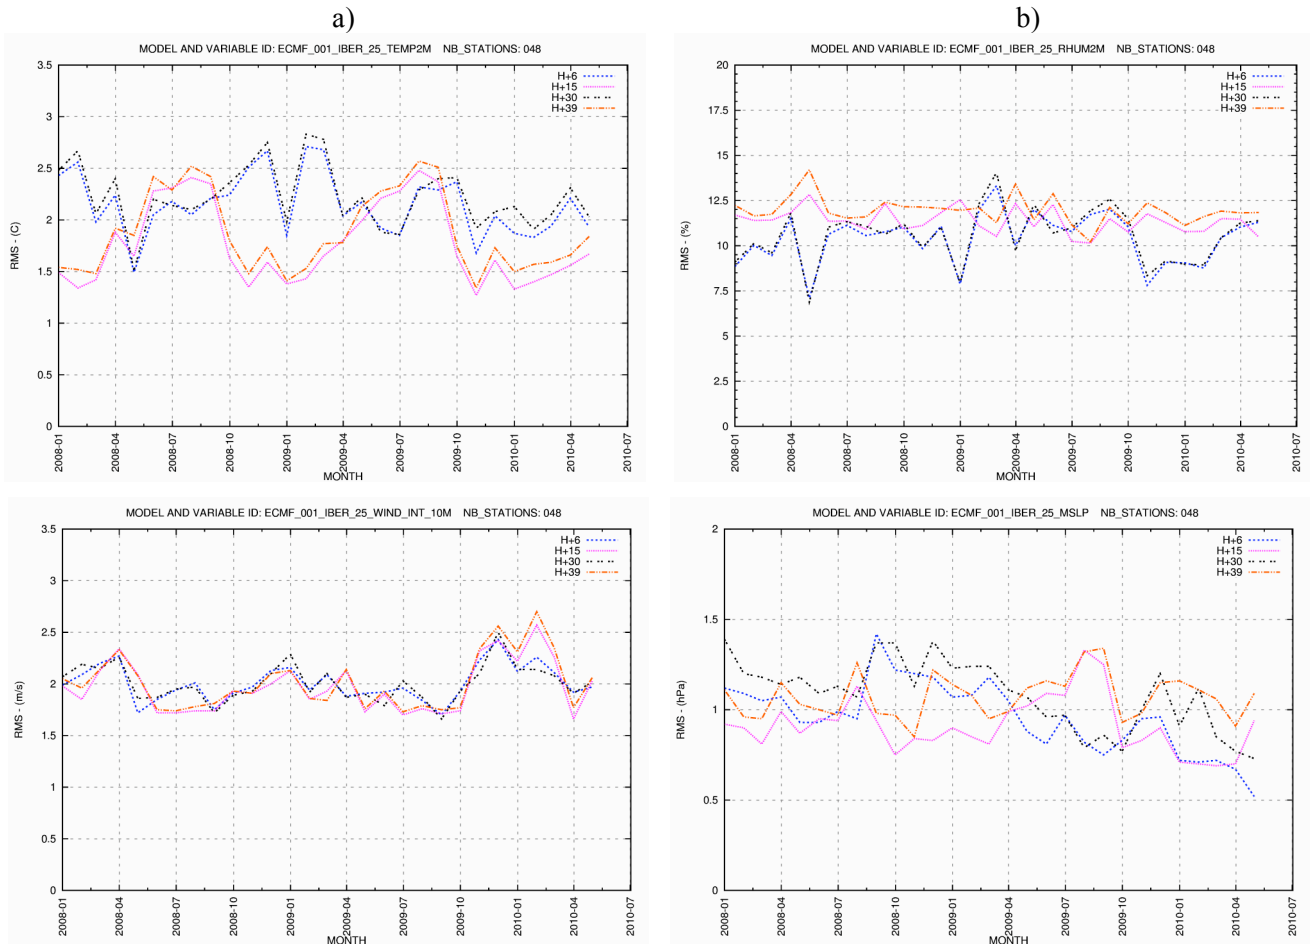 a)
b)
MODEL AND VARIABLE ID: ECMF_001_IBER_25_TEMP2M NB_STATIONS: 048
3.5
3
2.5
2
1.5
1
0.5
0
RMS - (C)
H+6
H+15
H+30
H+39
2008-01
2008-04
2008-07
2008-10
2009-01
2009-04
2009-07
2009-10
2010-01
2010-04
2010-07
MONTH
MODEL AND VARIABLE ID: ECMF_001_IBER_25_RHUM2M NB_STATIONS: 048
20
17.5
15
12.5
10
7.5
5
2.5
0
RMS - (%)
H+6
H+15
H+30
H+39
2008-01
2008-04
2008-07
2008-10
2009-01
2009-04
2009-07
2009-10
2010-01
2010-04
2010-07
MONTH
MODEL AND VARIABLE ID: ECMF_001_IBER_25_WIND_INT_10M NB_STATIONS: 048
3.5
3
2.5
2
1.5
1
0.5
0
RMS - (m/s)
H+6
H+15
H+30
H+39
2008-01
2008-04
2008-07
2008-10
2009-01
2009-04
2009-07
2009-10
2010-01
2010-04
2010-07
MONTH
MODEL AND VARIABLE ID: ECMF_001_IBER_25_MSLP NB_STATIONS: 048
2
1.5
1
0.5
0
RMS - (hPa)
H+6
H+15
H+30
H+39
2008-01
2008-04
2008-07
2008-10
2009-01
2009-04
2009-07
2009-10
2010-01
2010-04
2010-07
MONTH